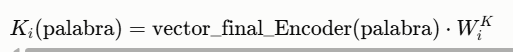 K_i(palabra) = vector_final_Encoder(palabra) · W_i^K